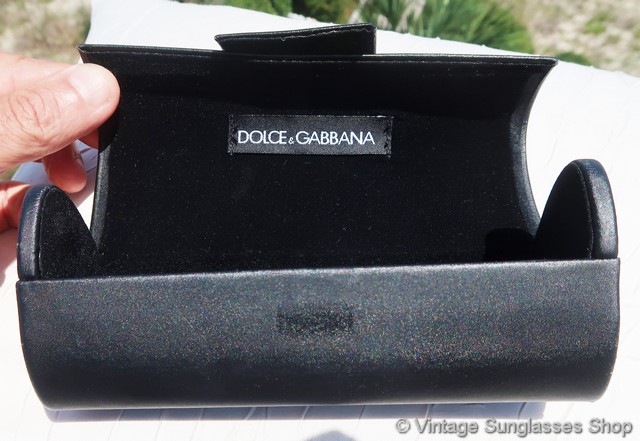 DOLCE&GABBANA
© Vintage Sunglasses Shop